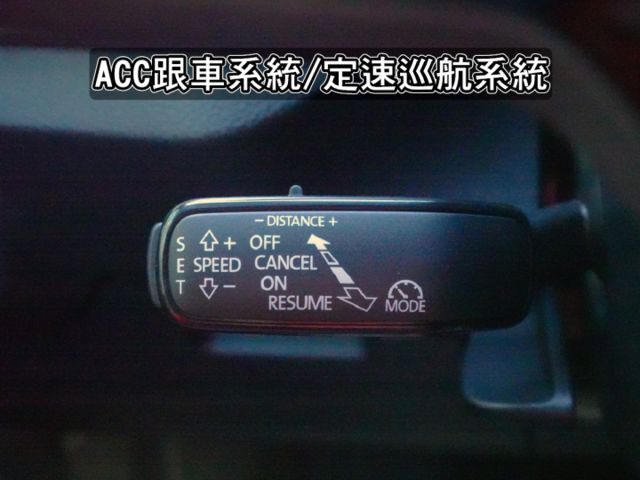 ACC跟車系統/定速巡航系統
− DISTANCE +
S + OFF
E SPEED CANCEL
T − ON
RESUME
MODE